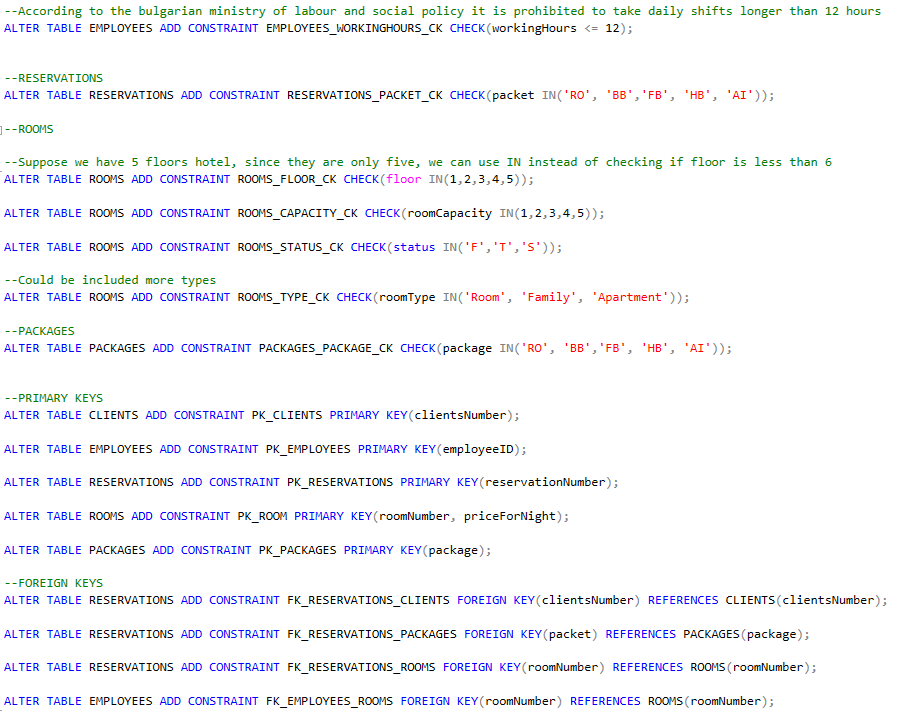 --According to the bulgarian ministry of labour and social policy it is prohibited to take daily shifts longer than 12 hours
ALTER TABLE EMPLOYEES ADD CONSTRAINT EMPLOYEES_WORKINGHOURS_CK CHECK(workingHours <= 12);
--RESERVATIONS
ALTER TABLE RESERVATIONS ADD CONSTRAINT RESERVATIONS_PACKET_CK CHECK(packet IN('RO', 'BB','FB', 'HB', 'AI'));
--ROOMS
--Suppose we have 5 floors hotel, since they are only five, we can use IN instead of checking if floor is less than 6
ALTER TABLE ROOMS ADD CONSTRAINT ROOMS_FLOOR_CK CHECK(floor IN(1,2,3,4,5));
ALTER TABLE ROOMS ADD CONSTRAINT ROOMS_CAPACITY_CK CHECK(roomCapacity IN(1,2,3,4,5));
ALTER TABLE ROOMS ADD CONSTRAINT ROOMS_STATUS_CK CHECK(status IN('F','T','S'));
--Could be included more types
ALTER TABLE ROOMS ADD CONSTRAINT ROOMS_TYPE_CK CHECK(roomType IN('Room', 'Family', 'Apartment'));
--PACKAGES
ALTER TABLE PACKAGES ADD CONSTRAINT PACKAGES_PACKAGE_CK CHECK(package IN('RO', 'BB','FB', 'HB', 'AI'));
--PRIMARY KEYS
ALTER TABLE CLIENTS ADD CONSTRAINT PK_CLIENTS PRIMARY KEY(clientsNumber);
ALTER TABLE EMPLOYEES ADD CONSTRAINT PK_EMPLOYEES PRIMARY KEY(employeeID);
ALTER TABLE RESERVATIONS ADD CONSTRAINT PK_RESERVATIONS PRIMARY KEY(reservationNumber);
ALTER TABLE ROOMS ADD CONSTRAINT PK_ROOM PRIMARY KEY(roomNumber, priceForNight);
ALTER TABLE PACKAGES ADD CONSTRAINT PK_PACKAGES PRIMARY KEY(package);
--FOREIGN KEYS
ALTER TABLE RESERVATIONS ADD CONSTRAINT FK_RESERVATIONS_CLIENTS FOREIGN KEY(clientsNumber) REFERENCES CLIENTS(clientsNumber);
ALTER TABLE RESERVATIONS ADD CONSTRAINT FK_RESERVATIONS_PACKAGES FOREIGN KEY(packet) REFERENCES PACKAGES(package);
ALTER TABLE RESERVATIONS ADD CONSTRAINT FK_RESERVATIONS_ROOMS FOREIGN KEY(roomNumber) REFERENCES ROOMS(roomNumber);
ALTER TABLE EMPLOYEES ADD CONSTRAINT FK_EMPLOYEES_ROOMS FOREIGN KEY(roomNumber) REFERENCES ROOMS(roomNumber);